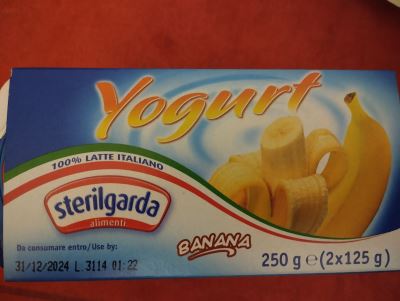 Yogurt
100% LATTE ITALIANO
sterilgarda
alimenti
Da consumare entro/Use by:
31/12/2024 L.3114 01:22
BANANA
250 g e (2x125 g)